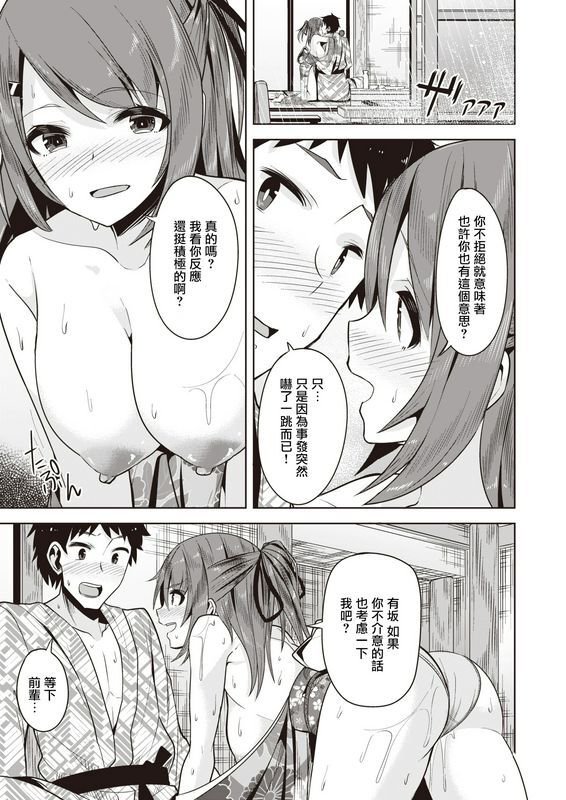 ザァァァ
你不拒絕就意味著
也許你也有這個意思？
只…
只是因為事發突然
嚇了一跳而已！
真的嗎？
我看你反應
還挺積極的啊？
たぷん
有坂 如果
你不介意的話
也考慮一下
我吧？
等下
前輩…